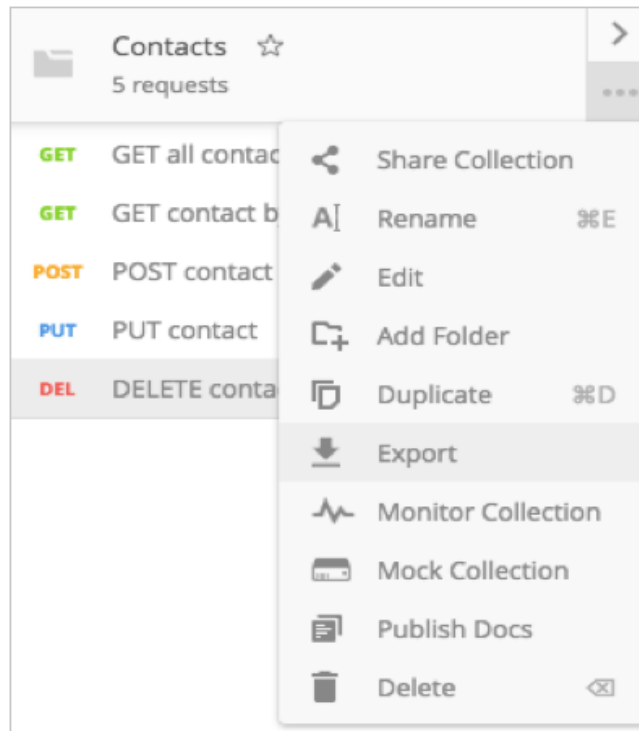 Contacts
5 requests
GET GET all contac
GET GET contact b
POST POST contact
PUT PUT contact
DEL DELETE conta
Share Collection
Rename ⌘E
Edit
Add Folder
Duplicate ⌘D
Export
Monitor Collection
Mock Collection
Publish Docs
Delete ⌫